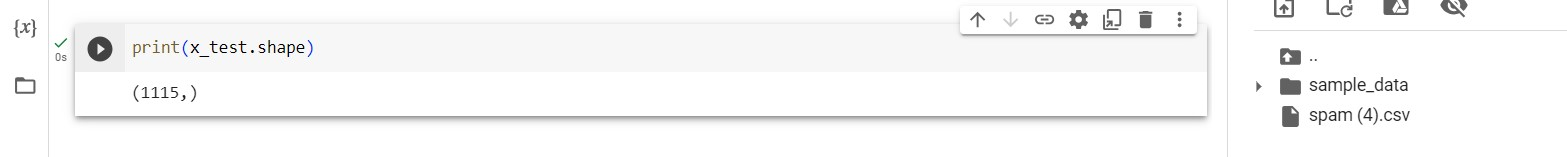 {x}
0s
print(x_test.shape)
(1115,)
..
sample_data
spam (4).csv